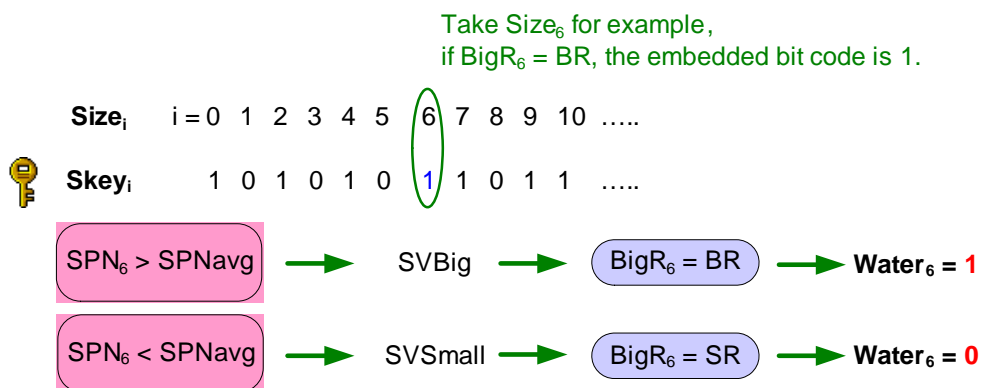 Take Size₆ for example,
if BigR₆ = BR, the embedded bit code is 1.
Sizeᵢ i = 0 1 2 3 4 5 6 7 8 9 10 …..
Skeyᵢ 1 0 1 0 1 0 1 1 0 1 1 …..
SPN₆ > SPNavg SVBig BigR₆ = BR Water₆ = 1
SPN₆ < SPNavg SVSmall BigR₆ = SR Water₆ = 0